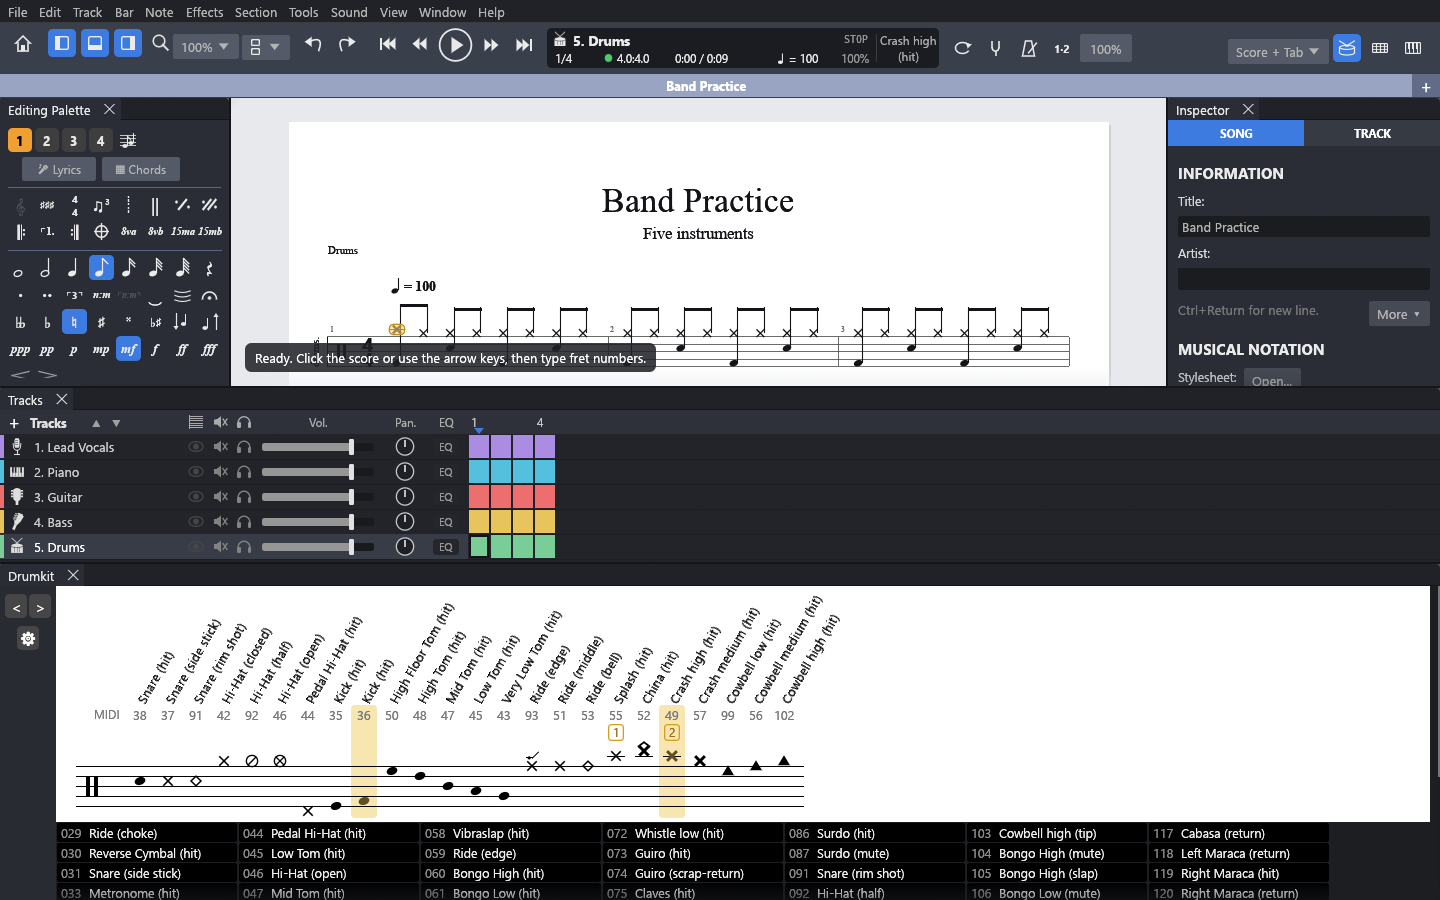 File Edit Track Bar Note Effects Section Tools Sound View Window Help
100%
5. Drums
1/4 4.0:4.0 0:00 / 0:09 = 100
STOP
100%
Crash high
(hit)
1·2
100%
Score + Tab
Band Practice
+
Editing Palette
1 2 3 4
Lyrics Chords
4
4
3
1. 8va 8vb 15ma 15mb
3 n:m n:m
ppp pp p mp mf f ff fff
Band Practice
Five instruments
Drums
= 100
1 2 3
4
Ready. Click the score or use the arrow keys, then type fret numbers.
Inspector
SONG TRACK
INFORMATION
Title:
Band Practice
Artist:
Ctrl+Return for new line.
More
MUSICAL NOTATION
Stylesheet: Open...
Tracks
+ Tracks Vol. Pan. EQ 1 4
1. Lead Vocals EQ
2. Piano EQ
3. Guitar EQ
4. Bass EQ
5. Drums EQ
Drumkit
< >
Snare (hit)
Snare (side stick)
Snare (rim shot)
Hi-Hat (closed)
Hi-Hat (half)
Hi-Hat (open)
Pedal Hi-Hat (hit)
Kick (hit)
Kick (hit)
High Floor Tom (hit)
High Tom (hit)
Mid Tom (hit)
Low Tom (hit)
Very Low Tom (hit)
Ride (edge)
Ride (middle)
Ride (bell)
Splash (hit)
China (hit)
Crash high (hit)
Crash medium (hit)
Cowbell low (hit)
Cowbell medium (hit)
Cowbell high (hit)
MIDI 38 37 91 42 92 46 44 35 36 50 48 47 45 43 93 51 53 55 52 49 57 99 56 102
1 2
029 Ride (choke) 044 Pedal Hi-Hat (hit) 058 Vibraslap (hit) 072 Whistle low (hit) 086 Surdo (hit) 103 Cowbell high (tip) 117 Cabasa (return)
030 Reverse Cymbal (hit) 045 Low Tom (hit) 059 Ride (edge) 073 Guiro (hit) 087 Surdo (mute) 104 Bongo High (mute) 118 Left Maraca (return)
031 Snare (side stick) 046 Hi-Hat (open) 060 Bongo High (hit) 074 Guiro (scrap-return) 091 Snare (rim shot) 105 Bongo High (slap) 119 Right Maraca (hit)
033 Metronome (hit) 047 Mid Tom (hit) 061 Bongo Low (hit) 075 Claves (hit) 092 Hi-Hat (half) 106 Bongo Low (mute) 120 Right Maraca (return)